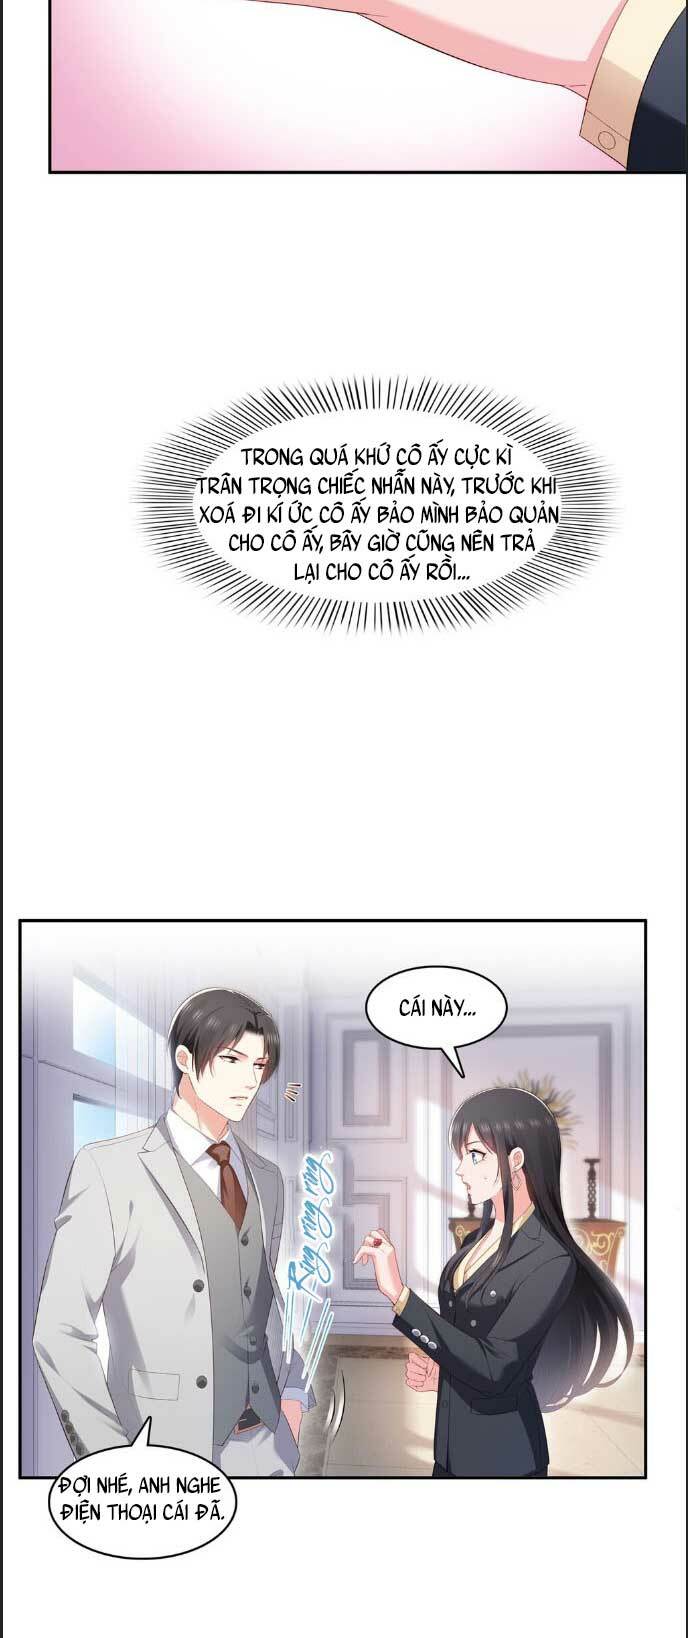 TRONG QUÁ KHỨ CÔ ẤY CỰC KÌ
TRÂN TRỌNG CHIẾC NHẪN NÀY, TRƯỚC KHI
XOÁ ĐI KÍ ỨC CÔ ẤY BẢO MÌNH BẢO QUẢN
CHO CÔ ẤY, BÂY GIỜ CŨNG NÊN TRẢ
LẠI CHO CÔ ẤY RỒI...
CÁI NÀY...
Ring ring ring
ĐỢI NHÉ, ANH NGHE
ĐIỆN THOẠI CÁI ĐÃ.